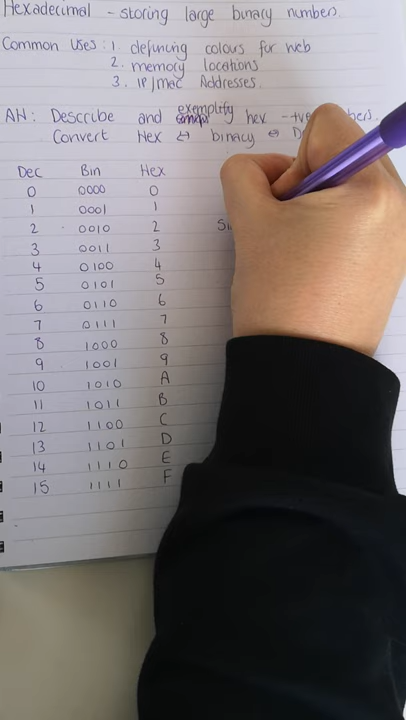 Hexadecimal - storing large binary numbers.
Common Uses: 1. defining colours for web
2. memory locations
3. IP/mac Addresses.
AH: Describe and exemplify hex -tve
Convert Hex ↔ binary ↔
Dec Bin Hex
0 0000 0
1 0001 1
2 0010 2
3 0011 3
4 0100 4
5 0101 5
6 0110 6
7 0111 7
8 1000 8
9 1001 9
10 1010 A
11 1011 B
12 1100 C
13 1101 D
14 1110 E
15 1111 F